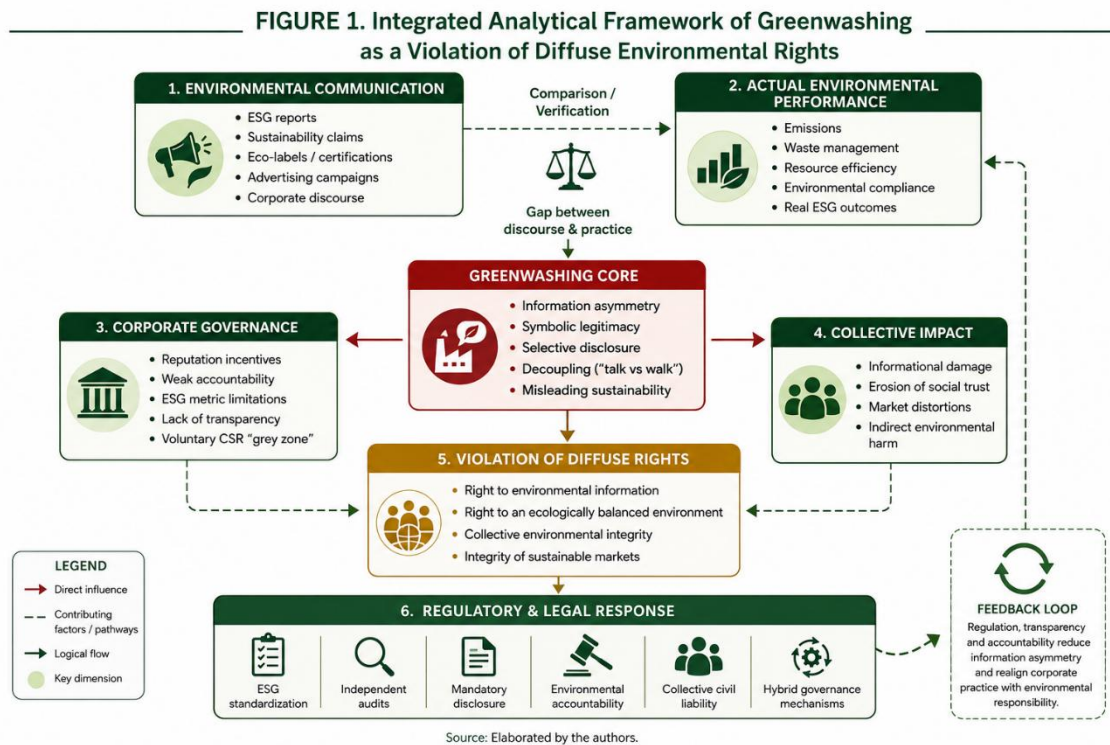 FIGURE 1. Integrated Analytical Framework of Greenwashing
as a Violation of Diffuse Environmental Rights
1. ENVIRONMENTAL COMMUNICATION
• ESG reports
• Sustainability claims
• Eco-labels / certifications
• Advertising campaigns
• Corporate discourse
Comparison /
Verification
Gap between
discourse & practice
2. ACTUAL ENVIRONMENTAL
PERFORMANCE
• Emissions
• Waste management
• Resource efficiency
• Environmental compliance
• Real ESG outcomes
GREENWASHING CORE
• Information asymmetry
• Symbolic legitimacy
• Selective disclosure
• Decoupling (“talk vs walk”)
• Misleading sustainability
3. CORPORATE GOVERNANCE
• Reputation incentives
• Weak accountability
• ESG metric limitations
• Lack of transparency
• Voluntary CSR “grey zone”
4. COLLECTIVE IMPACT
• Informational damage
• Erosion of social trust
• Market distortions
• Indirect environmental
harm
5. VIOLATION OF DIFFUSE RIGHTS
• Right to environmental information
• Right to an ecologically balanced environment
• Collective environmental integrity
• Integrity of sustainable markets
LEGEND
Direct influence
Contributing
factors / pathways
Logical flow
Key dimension
6. REGULATORY & LEGAL RESPONSE
ESG
standardization
Independent
audits
Mandatory
disclosure
Environmental
accountability
Collective civil
liability
Hybrid governance
mechanisms
FEEDBACK LOOP
Regulation, transparency
and accountability reduce
information asymmetry
and realign corporate
practice with environmental
responsibility.
Source: Elaborated by the authors.